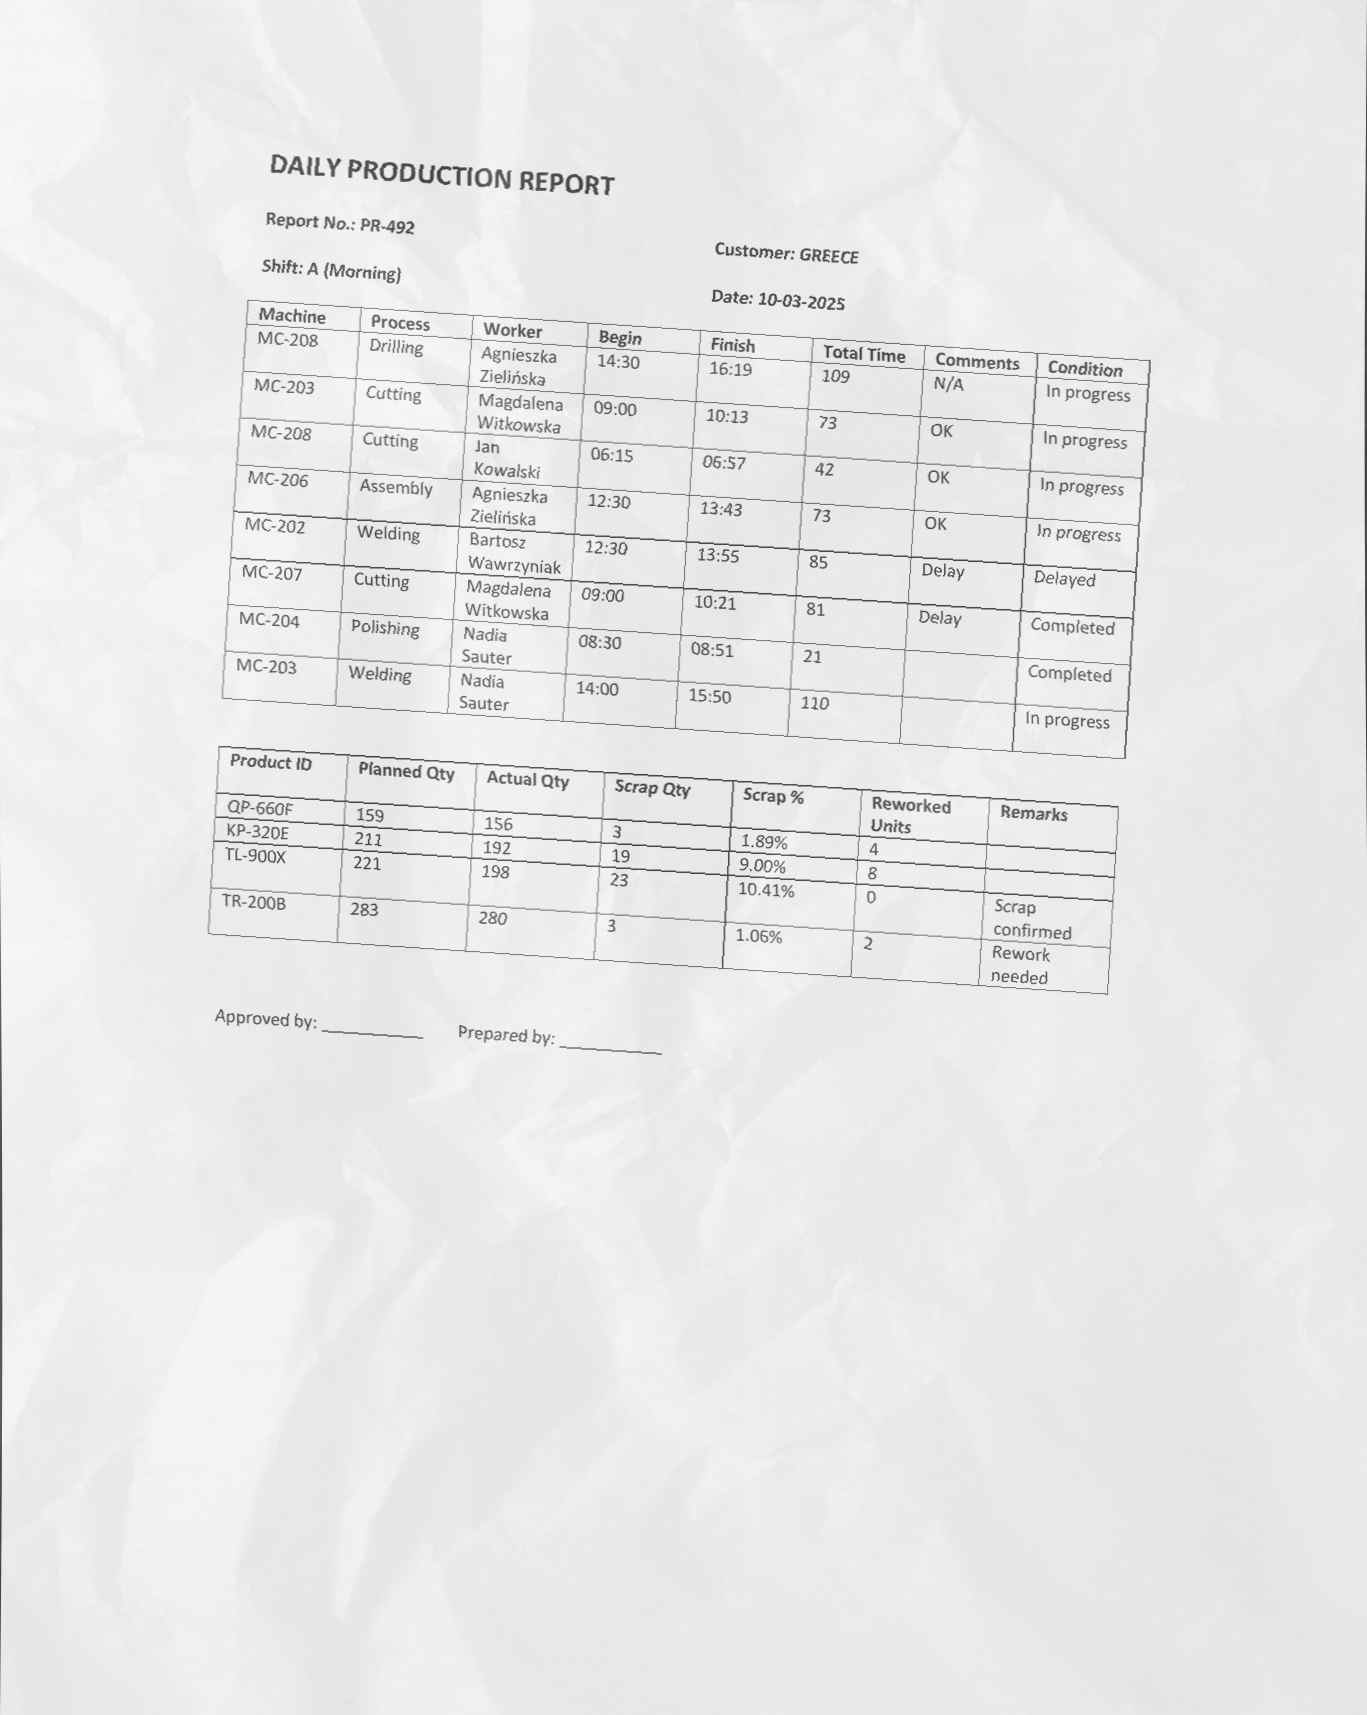 DAILY PRODUCTION REPORT
Report No.: PR-492
Customer: GREECE
Shift: A (Morning)
Date: 10-03-2025
Machine Process Worker Begin Finish Total Time Comments Condition
MC-208 Drilling Agnieszka Zielińska 14:30 16:19 109 N/A In progress
MC-203 Cutting Magdalena Witkowska 09:00 10:13 73 OK In progress
MC-208 Cutting Jan Kowalski 06:15 06:57 42 OK In progress
MC-206 Assembly Agnieszka Zielińska 12:30 13:43 73 OK In progress
MC-202 Welding Bartosz Wawrzyniak 12:30 13:55 85 Delay Delayed
MC-207 Cutting Magdalena Witkowska 09:00 10:21 81 Delay Completed
MC-204 Polishing Nadia Sauter 08:30 08:51 21 Completed
MC-203 Welding Nadia Sauter 14:00 15:50 110 In progress
Product ID Planned Qty Actual Qty Scrap Qty Scrap % Reworked Units Remarks
QP-660F 159 156 3 1.89% 4
KP-320E 211 192 19 9.00% 8
TL-900X 221 198 23 10.41% 0 Scrap confirmed
TR-200B 283 280 3 1.06% 2 Rework needed
Approved by: ___________ Prepared by: ___________